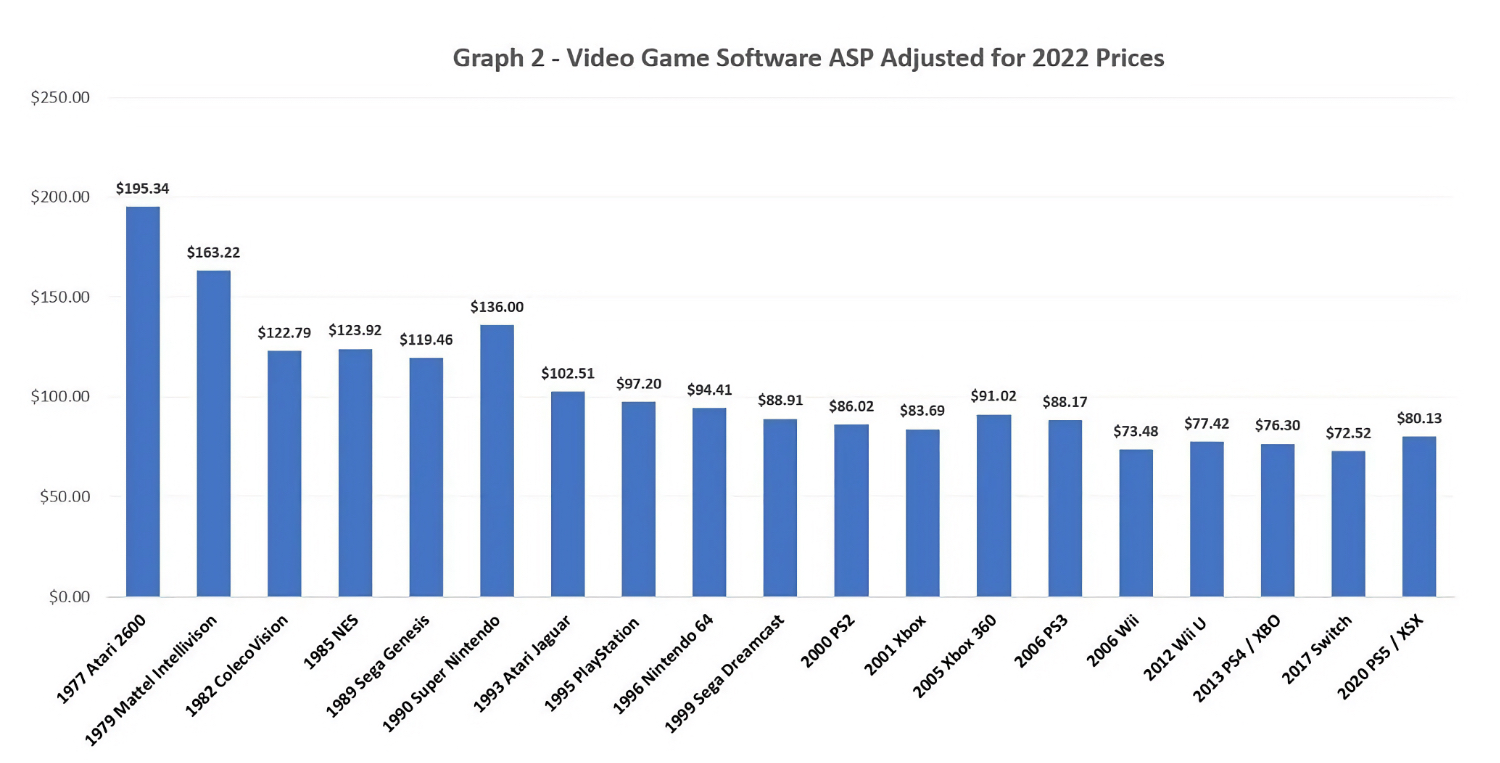 Graph 2 - Video Game Software ASP Adjusted for 2022 Prices
$250.00
$200.00
$150.00
$100.00
$50.00
$0.00
$195.34
$163.22
$122.79
$123.92
$119.46
$136.00
$102.51
$97.20
$94.41
$88.91
$86.02
$83.69
$91.02
$88.17
$73.48
$77.42
$76.30
$72.52
$80.13
1977 Atari 2600
1979 Mattel Intellivison
1982 ColecoVision
1985 NES
1989 Sega Genesis
1990 Super Nintendo
1993 Atari Jaguar
1995 PlayStation
1996 Nintendo 64
1999 Sega Dreamcast
2000 PS2
2001 Xbox
2005 Xbox 360
2006 PS3
2006 Wii
2012 Wii U
2013 PS4 / XBO
2017 Switch
2020 PS5 / XSX